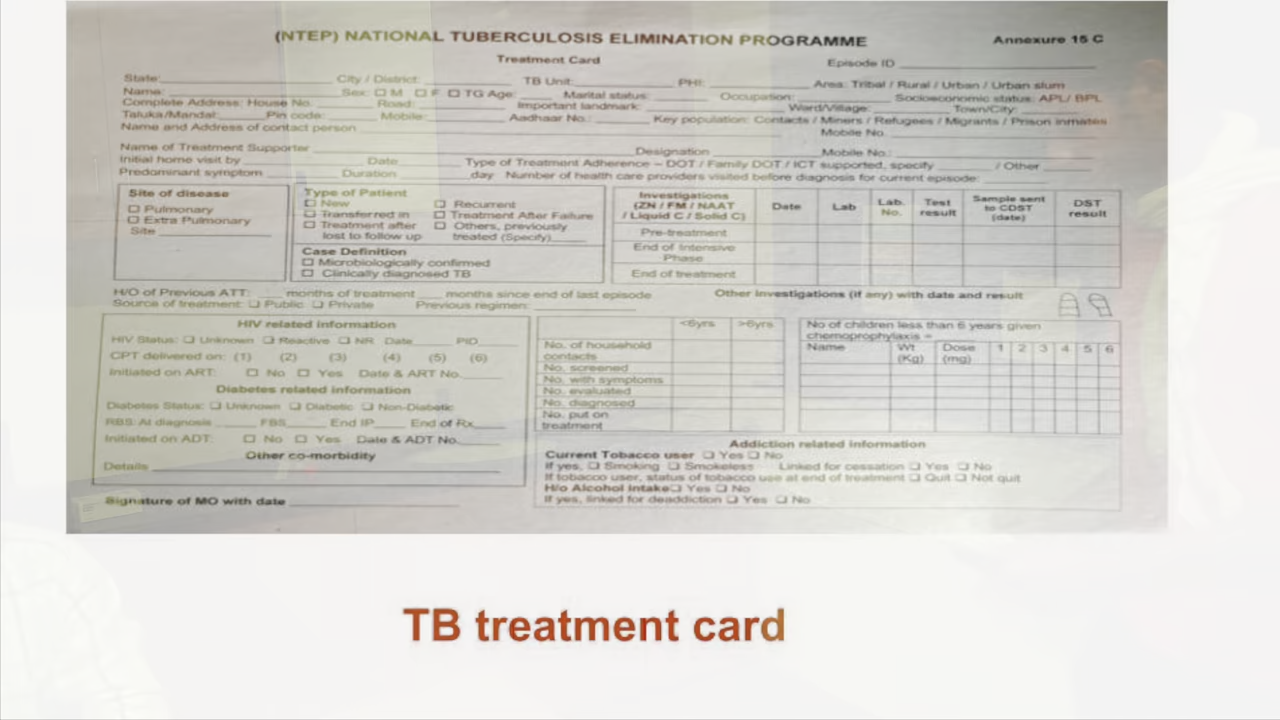 (NTEP) NATIONAL TUBERCULOSIS ELIMINATION PROGRAMME
Annexure 15 C
Treatment Card
Episode ID
State: City / District: TB Unit: PHI: Area: Tribal / Rural / Urban / Urban slum
Name: Sex: ☐ M ☐ F ☐ TG Age: Marital status: Occupation: Socioeconomic status: APL/ BPL
Complete Address: House No. Road: Important landmark: Ward/Village: Town/City:
Taluka/Mandal: Pin code: Mobile: Aadhaar No.: Key population: Contacts / Miners / Refugees / Migrants / Prison inmates
Name and Address of contact person Mobile No.
Name of Treatment Supporter Designation Mobile No.:
Initial home visit by Date Type of Treatment Adherence – DOT / Family DOT / ICT supported, specify / Other
Predominant symptom Duration day Number of health care providers visited before diagnosis for current episode:
Site of disease
☐ Pulmonary
☐ Extra Pulmonary
Site
Type of Patient
☐ New ☐ Recurrent
☐ Transferred in ☐ Treatment After Failure
☐ Treatment after ☐ Others, previously
lost to follow up treated (Specify)
Case Definition
☐ Microbiologically confirmed
☐ Clinically diagnosed TB
Investigations
(ZN / FM / NAAT
/ Liquid C / Solid C)
Date
Lab
Lab.
No.
Test
result
Sample sent
to CDST
(date)
DST
result
Pre-treatment
End of Intensive
Phase
End of treatment
H/O of Previous ATT: months of treatment months since end of last episode
Source of treatment: ☐ Public ☐ Private Previous regimen:
Other Investigations (if any) with date and result
HIV related information
HIV Status: ☐ Unknown ☐ Reactive ☐ NR Date PID
CPT delivered on: (1) (2) (3) (4) (5) (6)
Initiated on ART: ☐ No ☐ Yes Date & ART No.
Diabetes related information
Diabetes Status: ☐ Unknown ☐ Diabetic ☐ Non-Diabetic
RBS: At diagnosis FBS End IP End of Rx
Initiated on ADT: ☐ No ☐ Yes Date & ADT No.
Other co-morbidity
Details
Signature of MO with date
<6yrs >6yrs
No. of household
contacts
No. screened
No. with symptoms
No. evaluated
No. diagnosed
No. put on
treatment
No of children less than 6 years given
chemoprophylaxis =
Name Wt Dose 1 2 3 4 5 6
(Kg) (mg)
Addiction related information
Current Tobacco user ☐ Yes ☐ No
If yes, ☐ Smoking ☐ Smokeless Linked for cessation ☐ Yes ☐ No
If tobacco user, status of tobacco use at end of treatment ☐ Quit ☐ Not quit
H/o Alcohol Intake ☐ Yes ☐ No
If yes, linked for deaddiction ☐ Yes ☐ No
TB treatment card